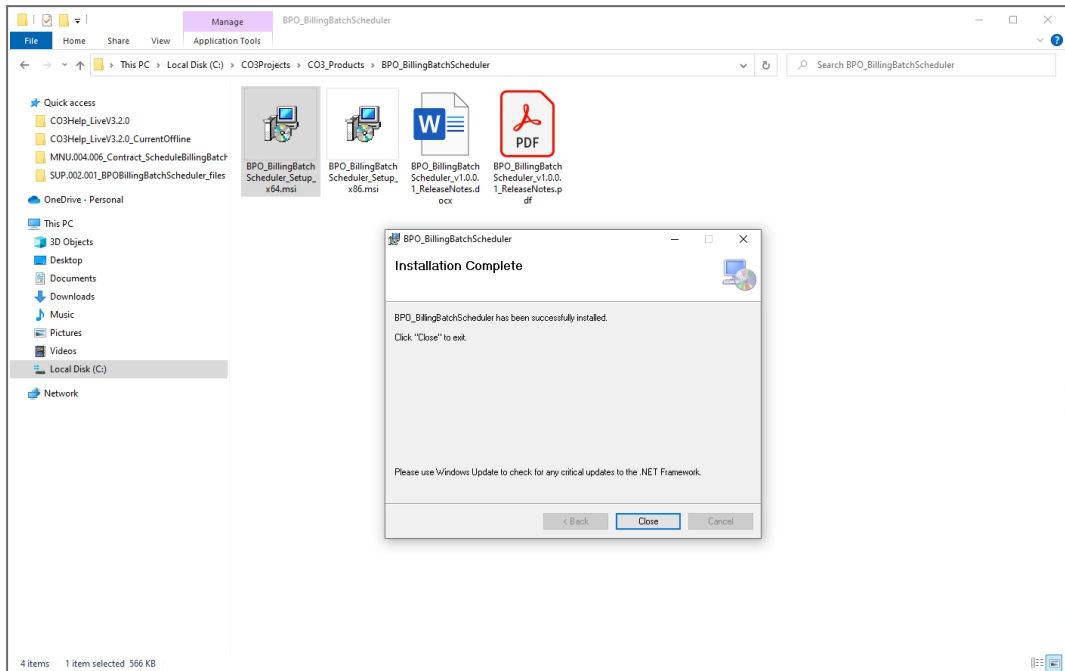 Manage
BPO_BillingBatchScheduler
File
Home
Share
View
Application Tools
This PC > Local Disk (C:) > CO3Projects > CO3_Products > BPO_BillingBatchScheduler
Search BPO_BillingBatchScheduler
Quick access
CO3Help_LiveV3.2.0
CO3Help_LiveV3.2.0_CurrentOffline
MNU.004.006_Contract_ScheduleBillingBatch
SUP.002.001_BPOBillingBatchScheduler_files
OneDrive - Personal
This PC
3D Objects
Desktop
Documents
Downloads
Music
Pictures
Videos
Local Disk (C:)
Network
BPO_BillingBatch
Scheduler_Setup_
x64.msi
BPO_BillingBatch
Scheduler_Setup_
x86.msi
W
BPO_BillingBatch
Scheduler_v1.0.0.
1_ReleaseNotes.d
ocx
PDF
BPO_BillingBatch
Scheduler_v1.0.0.
1_ReleaseNotes.p
df
BPO_BillingBatchScheduler
Installation Complete
BPO_BillingBatchScheduler has been successfully installed.
Click "Close" to exit.
Please use Windows Update to check for any critical updates to the .NET Framework.
< Back
Close
Cancel
4 items
1 item selected 566 KB